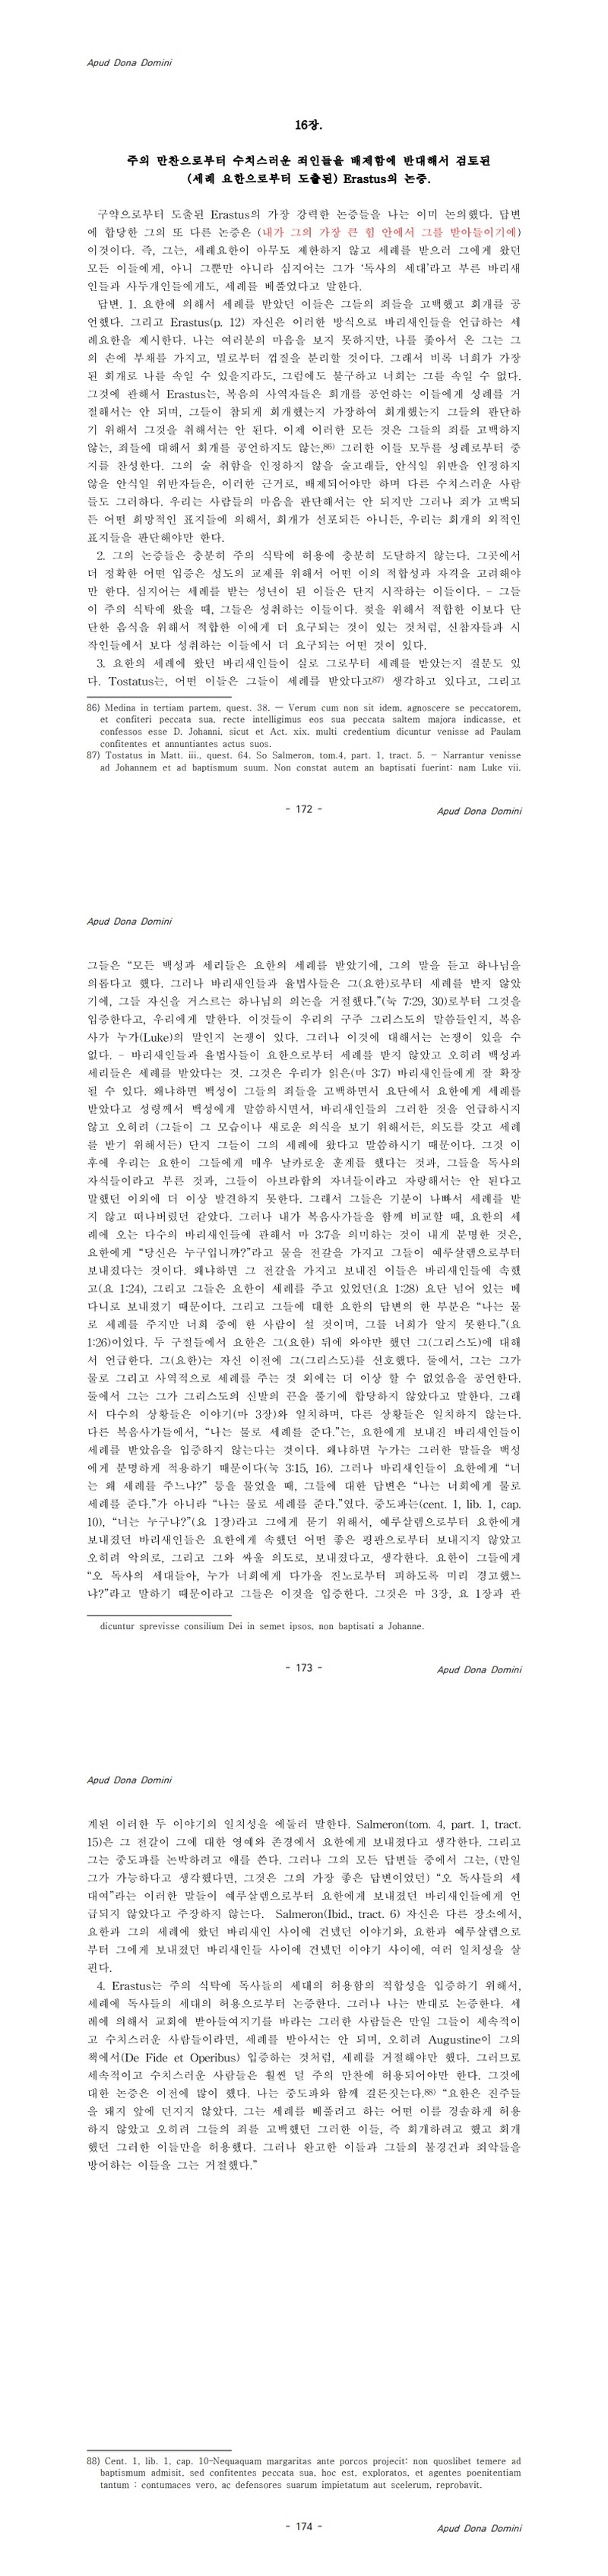 Apud Dona Domini
16장.
주의 만찬으로부터 수치스러운 죄인들을 배제함에 반대해서 검토된
(세례 요한으로부터 도출된) Erastus의 논증.
구약으로부터 도출된 Erastus의 가장 강력한 논증들을 나는 이미 논의했다. 답변
에 합당한 그의 또 다른 논증은 (내가 그의 가장 큰 힘 안에서 그를 받아들이기에)
이것이다. 즉, 그는, 세례요한이 아무도 제한하지 않고 세례를 받으러 그에게 왔던
모든 이들에게, 아니 그뿐만 아니라 심지어는 그가 '독사의 세대'라고 부른 바리새
인들과 사두개인들에게도, 세례를 베풀었다고 말한다.
답변. 1. 요한에 의해서 세례를 받았던 이들은 그들의 죄들을 고백했고 회개를 공
언했다. 그리고 Erastus(p. 12) 자신은 이러한 방식으로 바리새인들을 언급하는 세
례요한을 제시한다. 나는 여러분의 마음을 보지 못하지만, 나를 좇아서 온 그는 그
의 손에 부채를 가지고, 밀로부터 껍질을 분리할 것이다. 그래서 비록 너희가 가장
된 회개로 나를 속일 수 있을지라도, 그럼에도 불구하고 너희는 그를 속일 수 없다.
그것에 관해서 Erastus는, 복음의 사역자들은 회개를 공언하는 이들에게 성례를 거
절해서는 안 되며, 그들이 참되게 회개했는지 가장하여 회개했는지 그들의 판단하
기 위해서 그것을 취해서는 안 된다. 이제 이러한 모든 것은 그들의 죄를 고백하지
않는, 죄들에 대해서 회개를 공언하지도 않는,86) 그러한 이들 모두를 성례로부터 중
지를 찬성한다. 그의 술 취함을 인정하지 않을 술고래들, 안식일 위반을 인정하지
않을 안식일 위반자들은, 이러한 근거로, 배제되어야만 하며 다른 수치스러운 사람
들도 그러하다. 우리는 사람들의 마음을 판단해서는 안 되지만 그러나 죄가 고백되
든 어떤 희망적인 표지들에 의해서, 회개가 선포되든 아니든, 우리는 회개의 외적인
표지들을 판단해야만 한다.
2. 그의 논증들은 충분히 주의 식탁에 허용에 충분히 도달하지 않는다. 그곳에서
더 정확한 어떤 입증은 성도의 교제를 위해서 어떤 이의 적합성과 자격을 고려해야
만 한다. 심지어는 세례를 받는 성년이 된 이들은 단지 시작하는 이들이다. - 그들
이 주의 식탁에 왔을 때, 그들은 성취하는 이들이다. 젖을 위해서 적합한 이보다 단
단한 음식을 위해서 적합한 이에게 더 요구되는 것이 있는 것처럼, 신참자들과 시
작인들에서 보다 성취하는 이들에서 더 요구되는 어떤 것이 있다.
3. 요한의 세례에 왔던 바리새인들이 실로 그로부터 세례를 받았는지 질문도 있
다. Tostatus는, 어떤 이들은 그들이 세례를 받았다고87) 생각하고 있다고, 그리고
86) Medina in tertiam partem, quest. 38. — Verum cum non sit idem, agnoscere se peccatorem,
et confiteri peccata sua, recte intelligimus eos sua peccata saltem majora indicasse, et
confessos esse D. Johanni, sicut et Act. xix. multi credentium dicuntur venisse ad Paulam
confitentes et annuntiantes actus suos.
87) Tostatus in Matt. iii., quest. 64. So Salmeron, tom.4, part. 1, tract. 5. - Narrantur venisse
ad Johannem et ad baptismum suum. Non constat autem an baptisati fuerint: nam Luke vii.
- 172 -
Apud Dona Domini
Apud Dona Domini
그들은 "모든 백성과 세리들은 요한의 세례를 받았기에, 그의 말을 듣고 하나님을
의롭다고 했다. 그러나 바리새인들과 율법사들은 그(요한)로부터 세례를 받지 않았
기에, 그들 자신을 거스르는 하나님의 의논을 거절했다."(눅 7:29, 30)로부터 그것을
입증한다고, 우리에게 말한다. 이것들이 우리의 구주 그리스도의 말씀들인지, 복음
사가 누가(Luke)의 말인지 논쟁이 있다. 그러나 이것에 대해서는 논쟁이 있을 수
없다. - 바리새인들과 율법사들이 요한으로부터 세례를 받지 않았고 오히려 백성과
세리들은 세례를 받았다는 것. 그것은 우리가 읽은(마 3:7) 바리새인들에게 잘 확장
될 수 있다. 왜냐하면 백성이 그들의 죄들을 고백하면서 요단에서 요한에게 세례를
받았다고 성령께서 백성에게 말씀하시면서, 바리새인들의 그러한 것을 언급하시지
않고 오히려 (그들이 그 모습이나 새로운 의식을 보기 위해서든, 의도를 갖고 세례
를 받기 위해서든) 단지 그들이 그의 세례에 왔다고 말씀하시기 때문이다. 그것 이
후에 우리는 요한이 그들에게 매우 날카로운 훈계를 했다는 것과, 그들을 독사의
자식들이라고 부른 것과, 그들이 아브라함의 자녀들이라고 자랑해서는 안 된다고
말했던 이외에 더 이상 발견하지 못한다. 그래서 그들은 기분이 나빠서 세례를 받
지 않고 떠나버렸던 같았다. 그러나 내가 복음사가들을 함께 비교할 때, 요한의 세
례에 오는 다수의 바리새인들에 관해서 마 3:7을 의미하는 것이 내게 분명한 것은,
요한에게 "당신은 누구입니까?"라고 물을 전갈을 가지고 그들이 예루살렘으로부터
보내졌다는 것이다. 왜냐하면 그 전갈을 가지고 보내진 이들은 바리새인들에 속했
고(요 1:24), 그리고 그들은 요한이 세례를 주고 있었던(요 1:28) 요단 넘어 있는 베
다니로 보내졌기 때문이다. 그리고 그들에 대한 요한의 답변의 한 부분은 "나는 물
로 세례를 주지만 너희 중에 한 사람이 설 것이며, 그를 너희가 알지 못한다."(요
1:26)이었다. 두 구절들에서 요한은 그(요한) 뒤에 와야만 했던 그(그리스도)에 대해
서 언급한다. 그(요한)는 자신 이전에 그(그리스도)를 선호했다. 둘에서, 그는 그가
물로 그리고 사역적으로 세례를 주는 것 외에는 더 이상 할 수 없었음을 공언한다.
둘에서 그는 그가 그리스도의 신발의 끈을 풀기에 합당하지 않았다고 말한다. 그래
서 다수의 상황들은 이야기(마 3장)와 일치하며, 다른 상황들은 일치하지 않는다.
다른 복음사가들에서, "나는 물로 세례를 준다."는, 요한에게 보내진 바리새인들이
세례를 받았음을 입증하지 않는다는 것이다. 왜냐하면 누가는 그러한 말들을 백성
에게 분명하게 적용하기 때문이다(눅 3:15, 16). 그러나 바리새인들이 요한에게 "너
는 왜 세례를 주느냐?" 등을 물었을 때, 그들에 대한 답변은 "나는 너희에게 물로
세례를 준다."가 아니라 "나는 물로 세례를 준다."였다. 중도파는(cent. 1, lib. 1, cap.
10), "너는 누구냐?"(요 1장)라고 그에게 묻기 위해서, 예루살렘으로부터 요한에게
보내졌던 바리새인들은 요한에게 속했던 어떤 좋은 평판으로부터 보내지지 않았고
오히려 악의로, 그리고 그와 싸울 의도로, 보내졌다고, 생각한다. 요한이 그들에게
"오 독사의 세대들아, 누가 너희에게 다가올 진노로부터 피하도록 미리 경고했느
냐?"라고 말하기 때문이라고 그들은 이것을 입증한다. 그것은 마 3장, 요 1장과 관
dicuntur sprevisse consilium Dei in semet ipsos, non baptisati a Johanne.
- 173 -
Apud Dona Domini
Apud Dona Domini
계된 이러한 두 이야기의 일치성을 에둘러 말한다. Salmeron(tom. 4, part. 1, tract.
15)은 그 전갈이 그에 대한 영예와 존경에서 요한에게 보내졌다고 생각한다. 그리고
그는 중도파를 논박하려고 애를 쓴다. 그러나 그의 모든 답변들 중에서 그는, (만일
그가 가능하다고 생각했다면, 그것은 그의 가장 좋은 답변이었던) "오 독사들의 세
대여"라는 이러한 말들이 예루살렘으로부터 요한에게 보내졌던 바리새인들에게 언
급되지 않았다고 주장하지 않는다. Salmeron(Ibid., tract. 6) 자신은 다른 장소에서,
요한과 그의 세례에 왔던 바리새인 사이에 건넸던 이야기와, 요한과 예루살렘으로
부터 그에게 보내졌던 바리새인들 사이에 건넸던 이야기 사이에, 여러 일치성을 살
핀다.
4. Erastus는 주의 식탁에 독사들의 세대의 허용함의 적합성을 입증하기 위해서,
세례에 독사들의 세대의 허용으로부터 논증한다. 그러나 나는 반대로 논증한다. 세
례에 의해서 교회에 받아들여지기를 바라는 그러한 사람들은 만일 그들이 세속적이
고 수치스러운 사람들이라면, 세례를 받아서는 안 되며, 오히려 Augustine이 그의
책에서(De Fide et Operibus) 입증하는 것처럼, 세례를 거절해야만 했다. 그러므로
세속적이고 수치스러운 사람들은 훨씬 덜 주의 만찬에 허용되어야만 한다. 그것에
대한 논증은 이전에 많이 했다. 나는 중도파와 함께 결론짓는다.88) "요한은 진주들
을 돼지 앞에 던지지 않았다. 그는 세례를 베풀려고 하는 어떤 이를 경솔하게 허용
하지 않았고 오히려 그들의 죄를 고백했던 그러한 이들, 즉 회개하려고 했고 회개
했던 그러한 이들만을 허용했다. 그러나 완고한 이들과 그들의 불경건과 죄악들을
방어하는 이들을 그는 거절했다."
88) Cent. 1, lib. 1, cap. 10-Nequaquam margaritas ante porcos projecit: non quoslibet temere ad
baptismum admisit, sed confitentes peccata sua, hoc est, exploratos, et agentes poenitentiam
tantum : contumaces vero, ac defensores suarum impietatum aut scelerum, reprobavit.
- 174 -
Apud Dona Domini